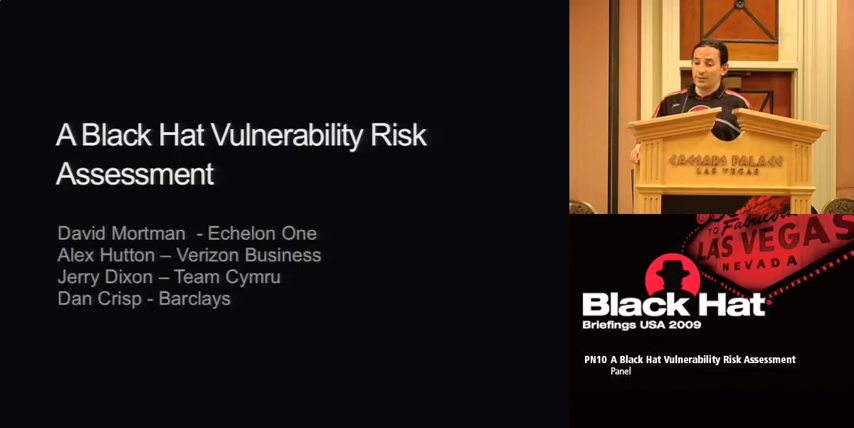 A Black Hat Vulnerability Risk
Assessment
David Mortman - Echelon One
Alex Hutton – Verizon Business
Jerry Dixon – Team Cymru
Dan Crisp - Barclays
CAESARS PALACE
LAS VEGAS
TO Fabulous
LAS VEGAS
NEVADA
Black Hat
Briefings USA 2009
PN10 A Black Hat Vulnerability Risk Assessment
Panel